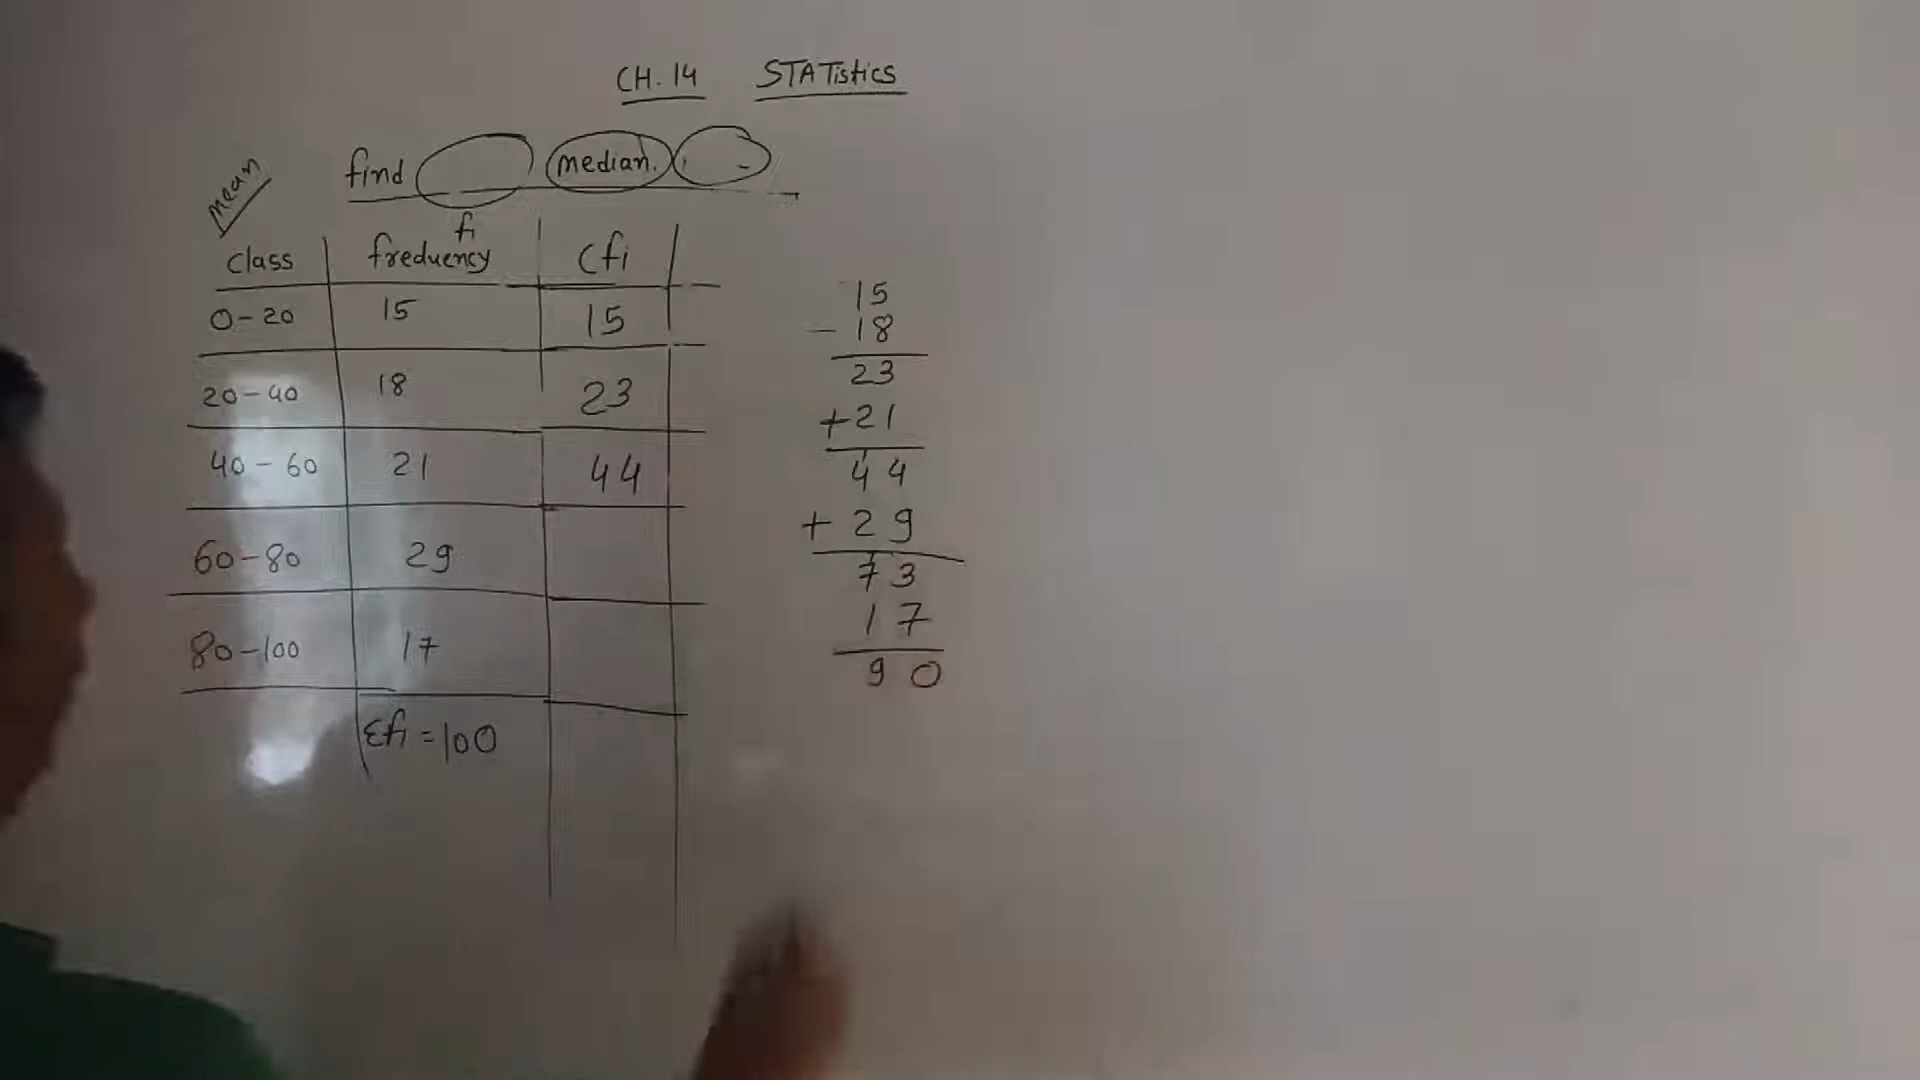 CH. 14 STATistics
mean
find median.
fi
class freduency Cfi
0-20 15 15
20-40 18 23
40-60 21 44
60-80 29
80-100 17
Σfi = 100
15
- 18
23
+21
44
+ 29
73
17
90